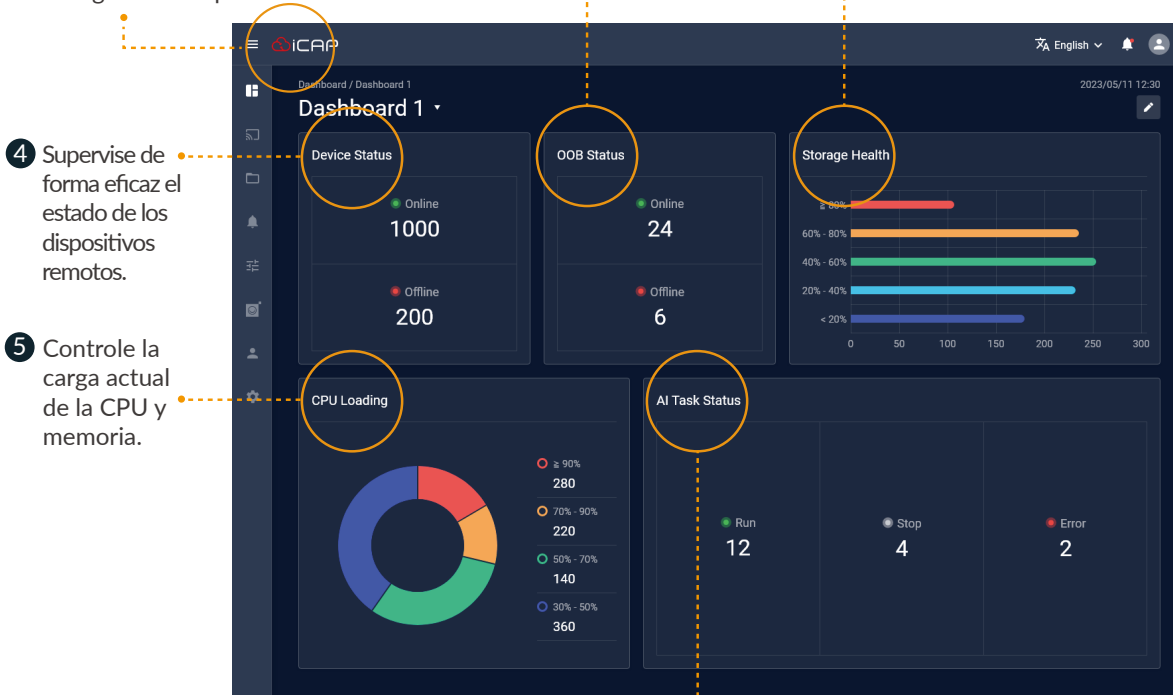 iCAP
English
Dashboard / Dashboard 1
2023/05/11 12:30
Dashboard 1
4 Supervise de
forma eficaz el
estado de los
dispositivos
remotos.
5 Controle la
carga actual
de la CPU y
memoria.
Device Status
Online
1000
Offline
200
OOB Status
Online
24
Offline
6
Storage Health
≥ 80%
60% - 80%
40% - 60%
20% - 40%
< 20%
0 50 100 150 200 250 300
CPU Loading
≧ 90%
280
70% - 90%
220
50% - 70%
140
30% - 50%
360
AI Task Status
Run
12
Stop
4
Error
2